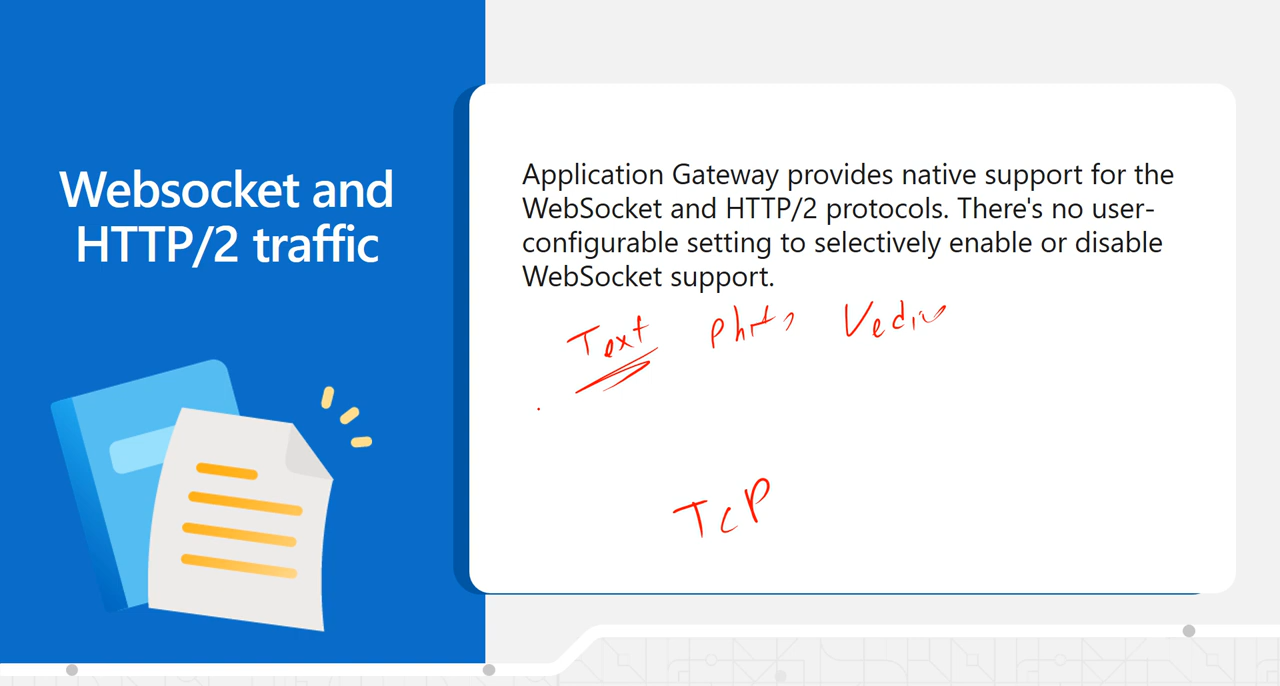 Websocket and
HTTP/2 traffic
Application Gateway provides native support for the
WebSocket and HTTP/2 protocols. There's no user-
configurable setting to selectively enable or disable
WebSocket support.
Text
TCP